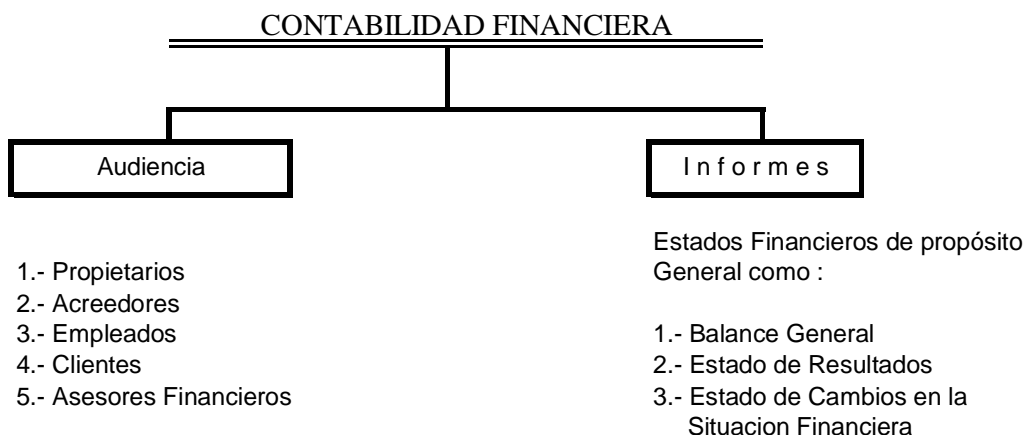 CONTABILIDAD FINANCIERA
Audiencia
1.- Propietarios
2.- Acreedores
3.- Empleados
4.- Clientes
5.- Asesores Financieros
I n f o r m e s
Estados Financieros de propósito
General como :
1.- Balance General
2.- Estado de Resultados
3.- Estado de Cambios en la
Situacion Financiera